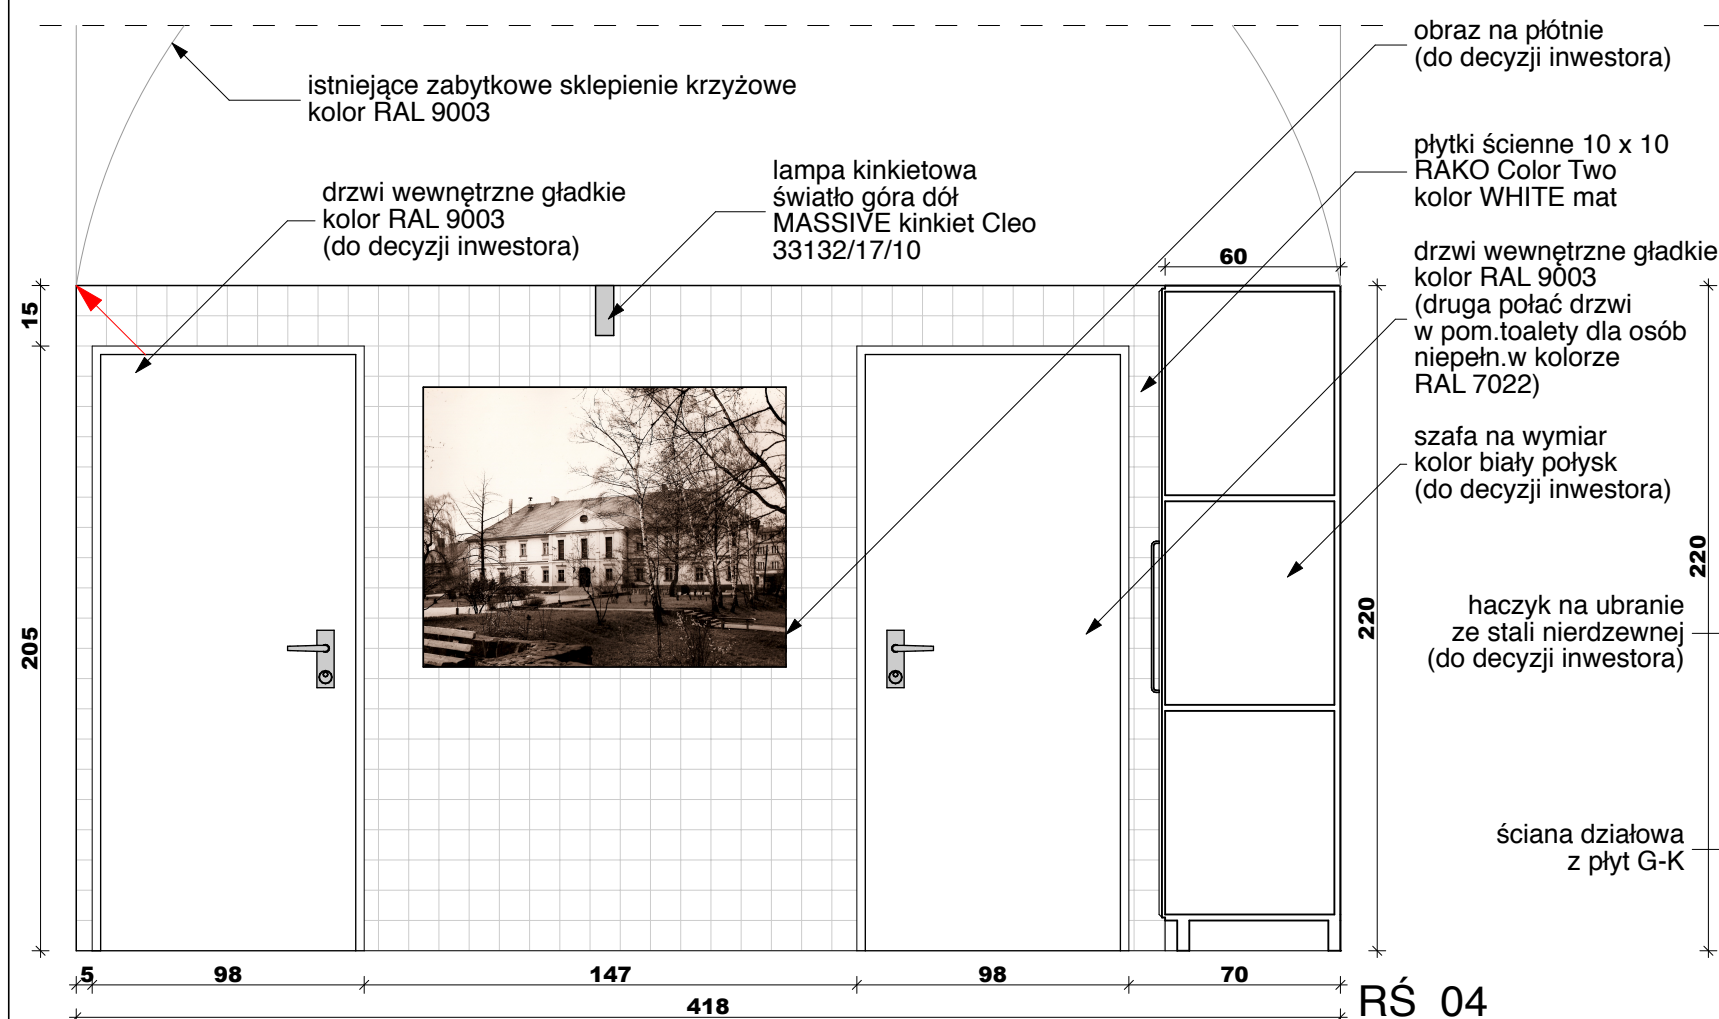 obraz na płótnie
(do decyzji inwestora)
istniejące zabytkowe sklepienie krzyżowe
kolor RAL 9003
płytki ścienne 10 x 10
RAKO Color Two
kolor WHITE mat
lampa kinkietowa
światło góra dół
MASSIVE kinkiet Cleo
33132/17/10
drzwi wewnętrzne gładkie
kolor RAL 9003
(do decyzji inwestora)
drzwi wewnętrzne gładkie
kolor RAL 9003
(druga połać drzwi
w pom.toalety dla osób
niepełn.w kolorze
RAL 7022)
60
15
szafa na wymiar
kolor biały połysk
(do decyzji inwestora)
220
220
205
haczyk na ubranie
ze stali nierdzewnej
(do decyzji inwestora)
ściana działowa
z płyt G-K
5
98
147
98
70
418
RŚ 04